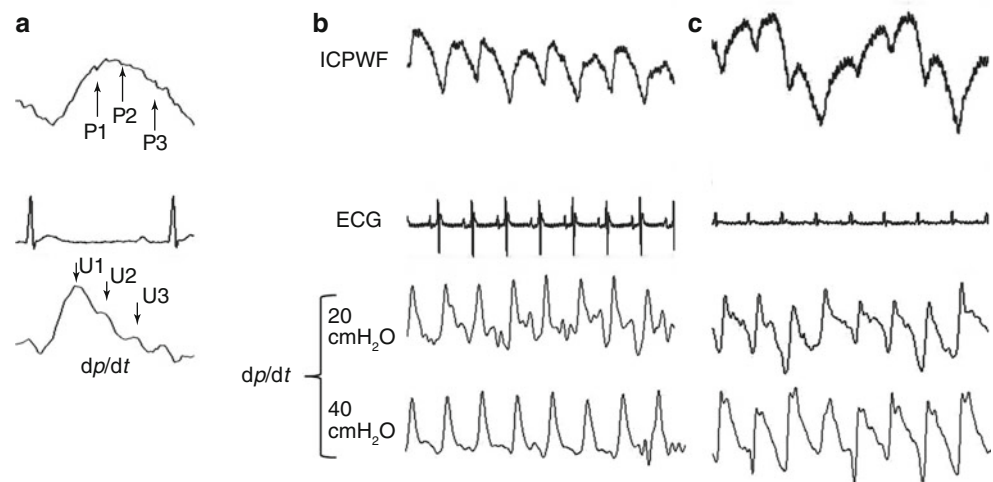 a
P1
P2
P3
U1
U2
U3
dp/dt
b
c
ICPWF
ECG
dp/dt
20
cmH₂O
40
cmH₂O